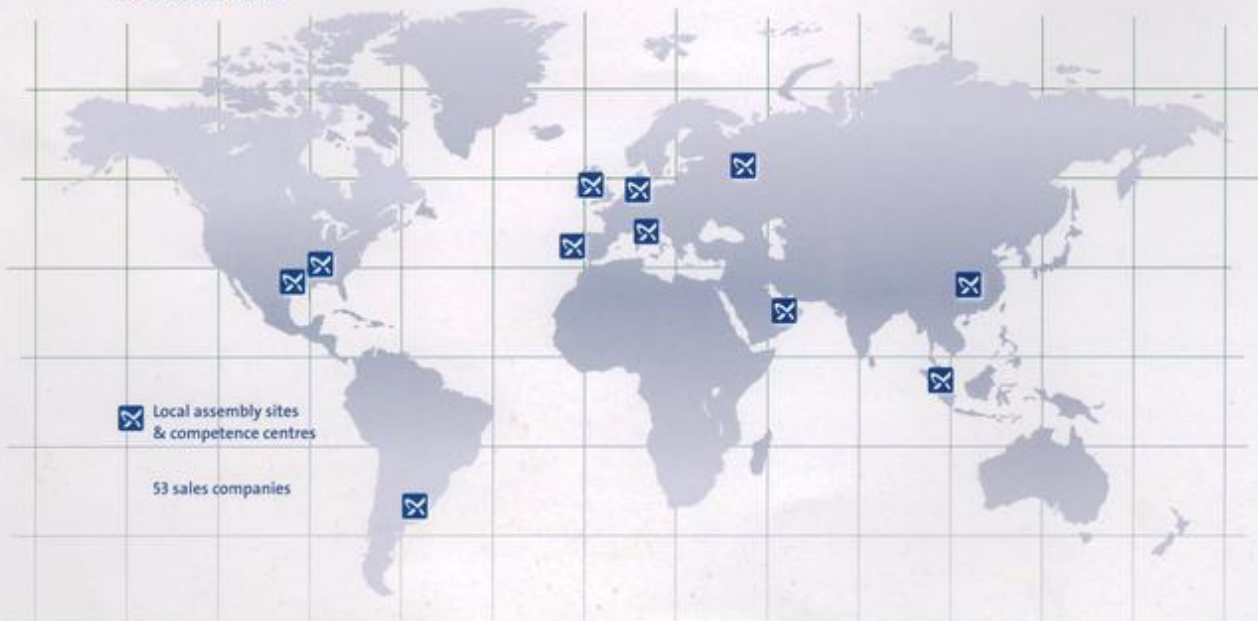 Local assembly sites
& competence centres
53 sales companies